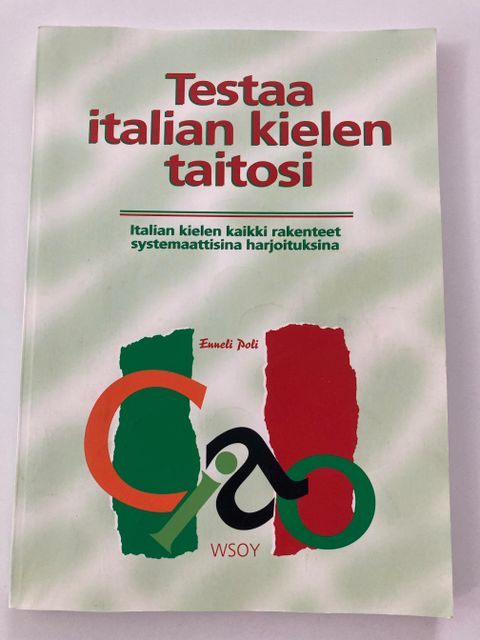 Testaa
italian kielen
taitosi
Italian kielen kaikki rakenteet
systemaattisina harjoituksina
Enneli Poli
Ciao
WSOY